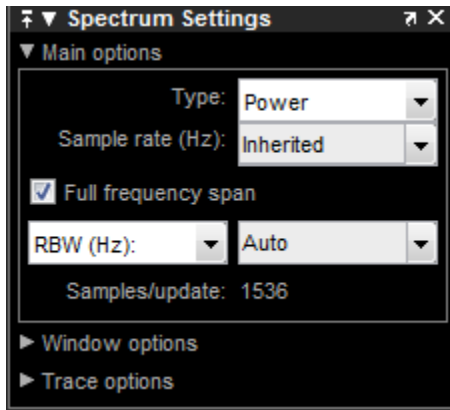 Spectrum Settings
Main options
Type: Power
Sample rate (Hz): Inherited
Full frequency span
RBW (Hz): Auto
Samples/update: 1536
Window options
Trace options